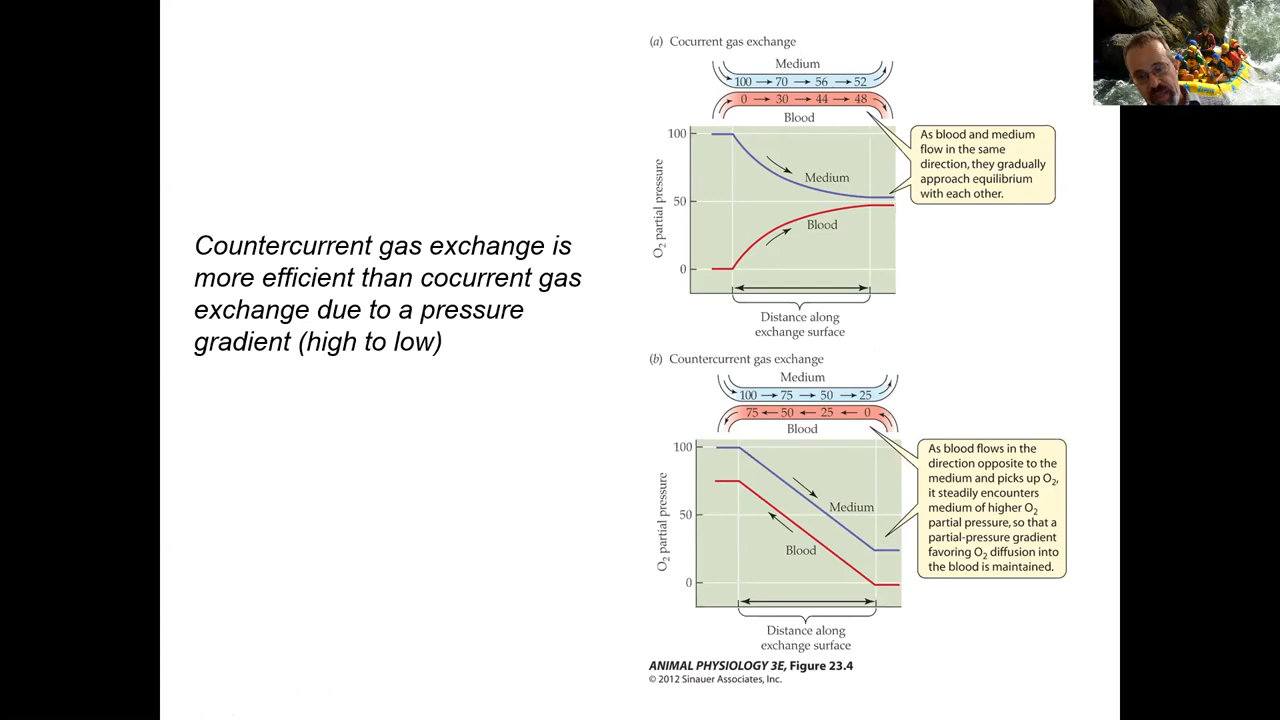 Countercurrent gas exchange is
more efficient than cocurrent gas
exchange due to a pressure
gradient (high to low)
(a) Cocurrent gas exchange
Medium
100 → 70 → 56 → 52
0 → 30 → 44 → 48
Blood
100
50
0
O₂ partial pressure
Medium
Blood
As blood and medium
flow in the same
direction, they gradually
approach equilibrium
with each other.
Distance along
exchange surface
(b) Countercurrent gas exchange
Medium
100 → 75 → 50 → 25
75 ← 50 ← 25 ← 0
Blood
100
50
0
O₂ partial pressure
Medium
Blood
As blood flows in the
direction opposite to the
medium and picks up O₂,
it steadily encounters
medium of higher O₂
partial pressure, so that a
partial-pressure gradient
favoring O₂ diffusion into
the blood is maintained.
Distance along
exchange surface
ANIMAL PHYSIOLOGY 3E, Figure 23.4
© 2012 Sinauer Associates, Inc.